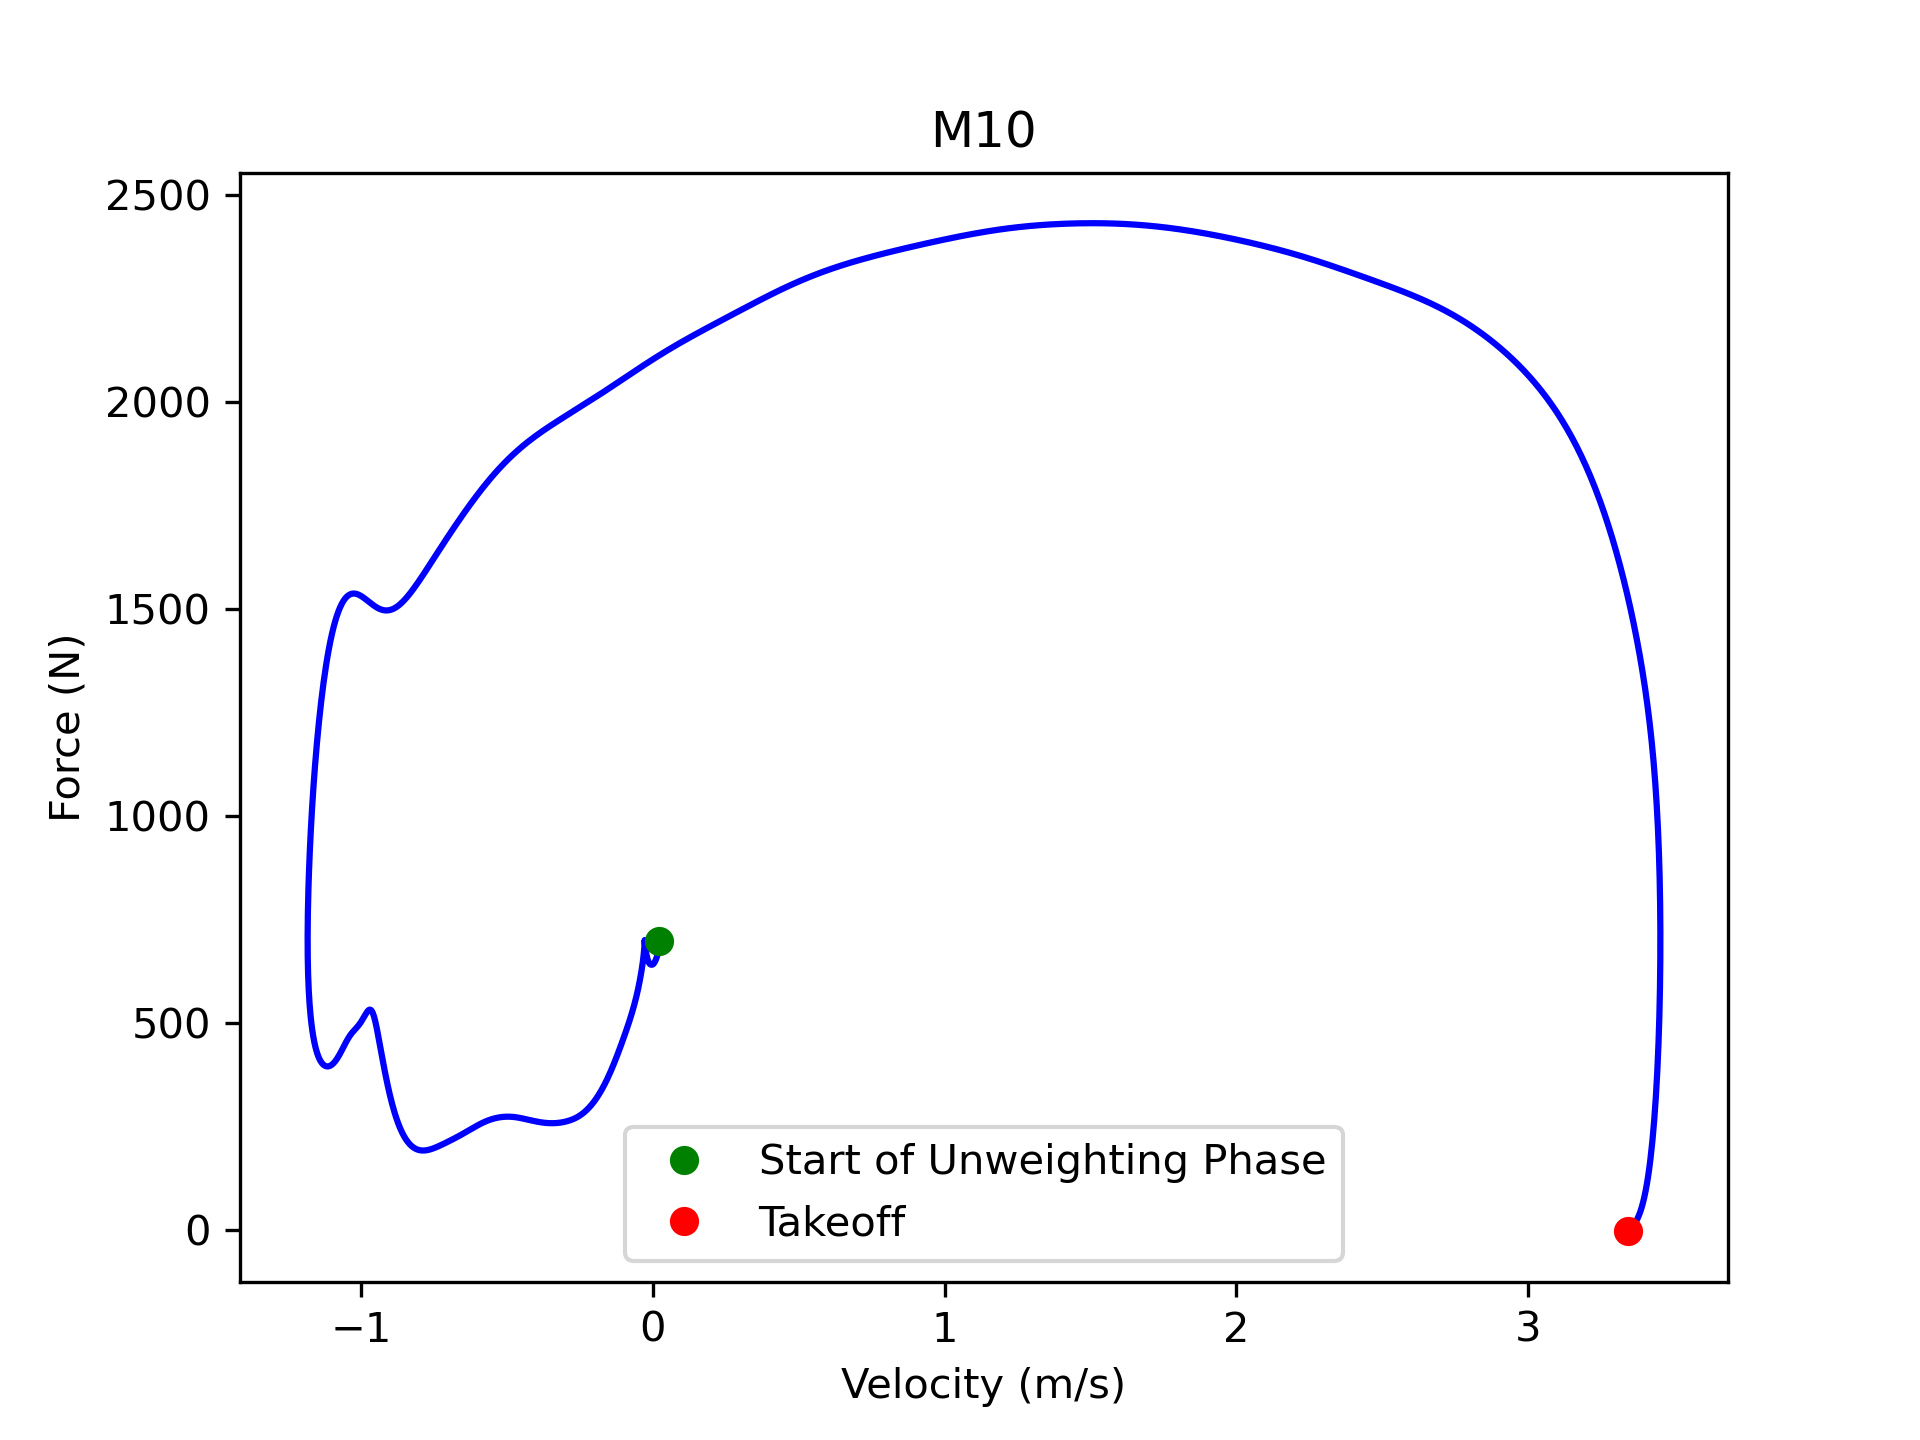 M10
2500
2000
1500
1000
500
0
Force (N)
Start of Unweighting Phase
Takeoff
−1 0 1 2 3
Velocity (m/s)